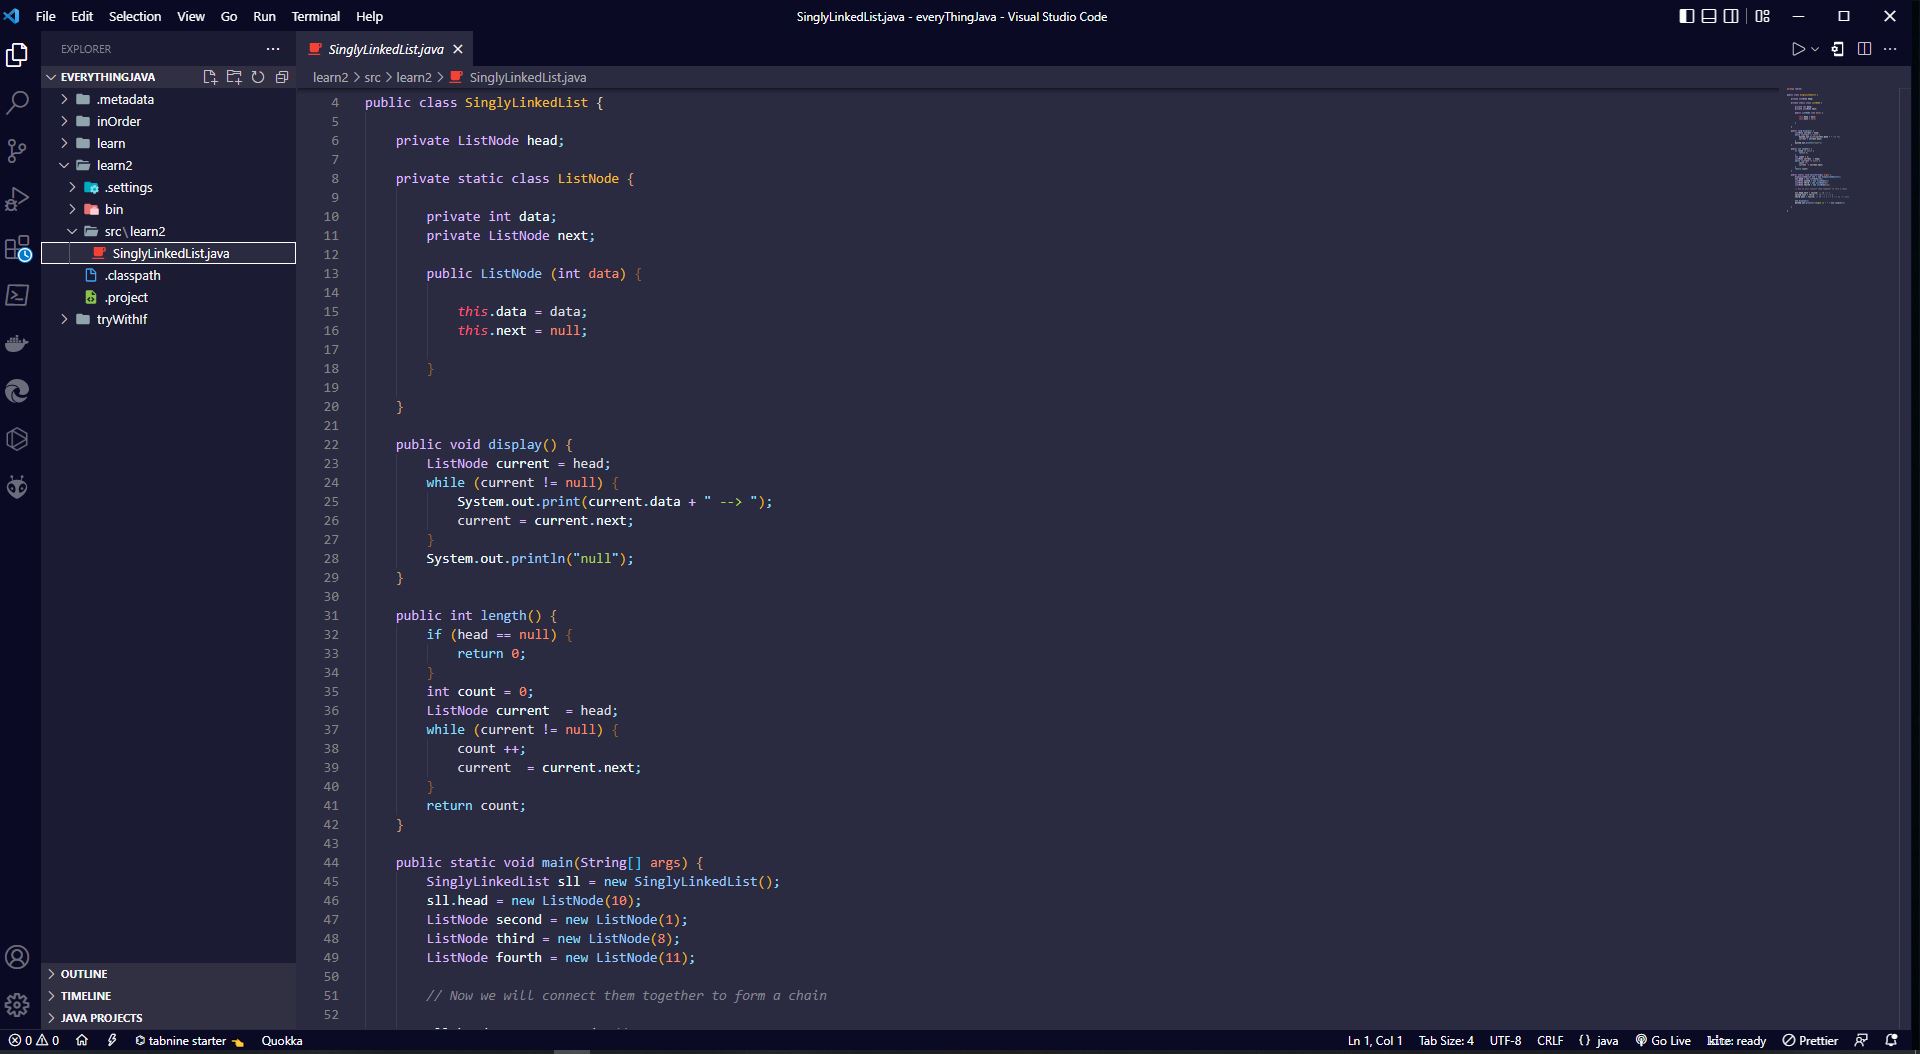 File Edit Selection View Go Run Terminal Help
SinglyLinkedList.java - everyThingJava - Visual Studio Code
EXPLORER
EVERYTHINGJAVA
.metadata
inOrder
learn
learn2
.settings
bin
src\learn2
SinglyLinkedList.java
.classpath
.project
tryWithIf
OUTLINE
TIMELINE
JAVA PROJECTS
SinglyLinkedList.java
learn2 > src > learn2 > SinglyLinkedList.java
4 public class SinglyLinkedList {
5
6 private ListNode head;
7
8 private static class ListNode {
9
10 private int data;
11 private ListNode next;
12
13 public ListNode (int data) {
14
15 this.data = data;
16 this.next = null;
17
18 }
19
20 }
21
22 public void display() {
23 ListNode current = head;
24 while (current != null) {
25 System.out.print(current.data + " --> ");
26 current = current.next;
27 }
28 System.out.println("null");
29 }
30
31 public int length() {
32 if (head == null) {
33 return 0;
34 }
35 int count = 0;
36 ListNode current  = head;
37 while (current != null) {
38 count ++;
39 current  = current.next;
40 }
41 return count;
42 }
43
44 public static void main(String[] args) {
45 SinglyLinkedList sll = new SinglyLinkedList();
46 sll.head = new ListNode(10);
47 ListNode second = new ListNode(1);
48 ListNode third = new ListNode(8);
49 ListNode fourth = new ListNode(11);
50
51 // Now we will connect them together to form a chain
52
0 0 tabnine starter Quokka
Ln 1, Col 1 Tab Size: 4 UTF-8 CRLF {} java Go Live kite: ready Prettier